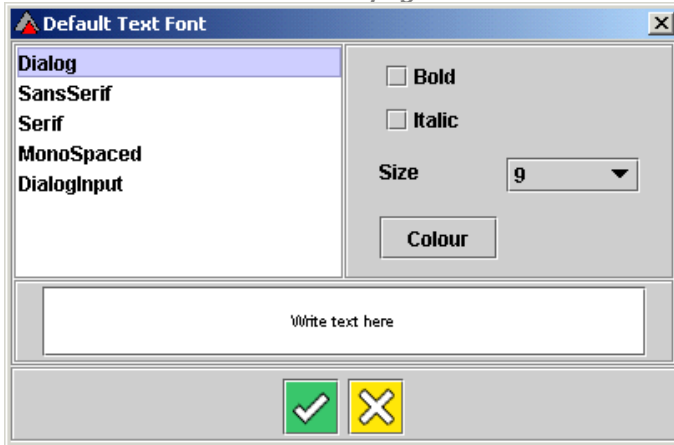 Default Text Font
Dialog
SansSerif
Serif
MonoSpaced
DialogInput
Bold
Italic
Size 9
Colour
Write text here